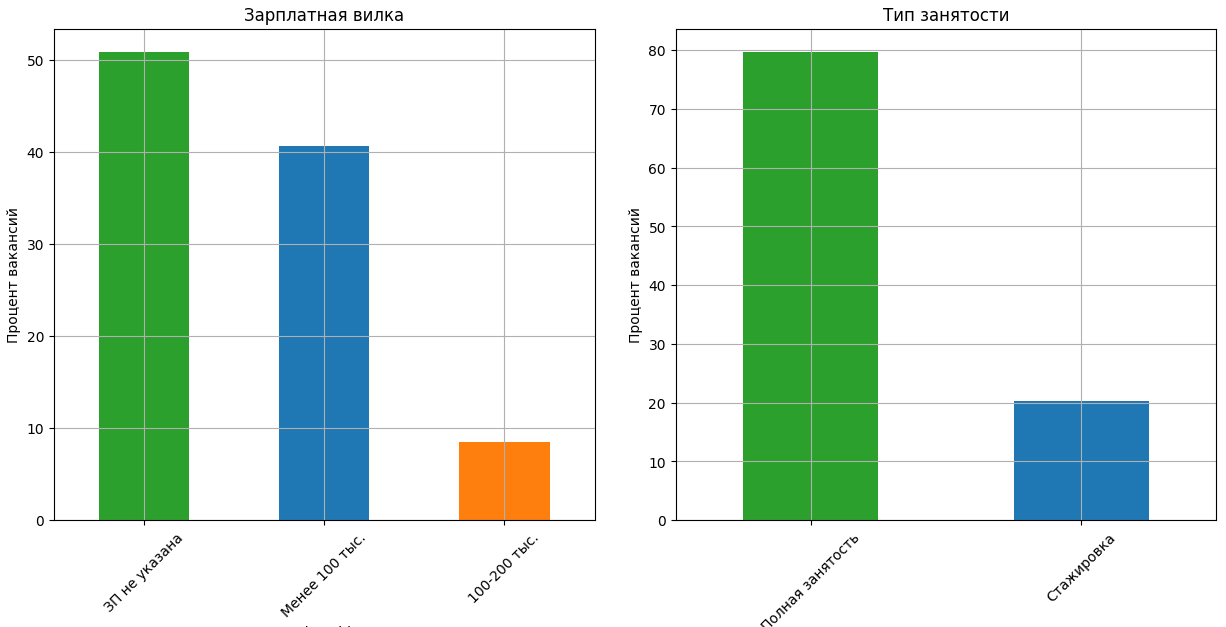 Зарплатная вилка
Процент вакансий
50
40
30
20
10
0
ЗП не указана
Менее 100 тыс.
100-200 тыс.
Тип занятости
Процент вакансий
80
70
60
50
40
30
20
10
0
Полная занятость
Стажировка